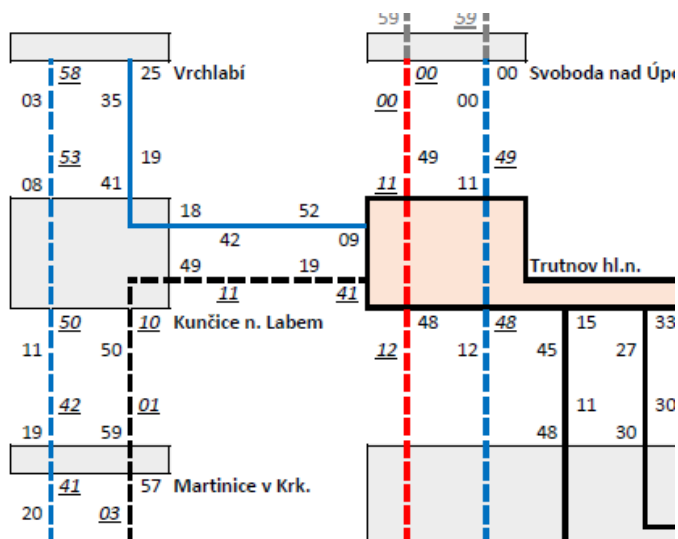 59 59
58 25 Vrchlabí 00 00 Svoboda nad Úpe
03 35 00 00
53 19 49 49
08 41 11 11
18 52
42 09
49 19 Trutnov hl.n.
11 41
50 10 Kunčice n. Labem 48 48 15 33
11 50 12 12 45 27
42 01 11 30
19 59 48 30
41 57 Martinice v Krk.
20 03